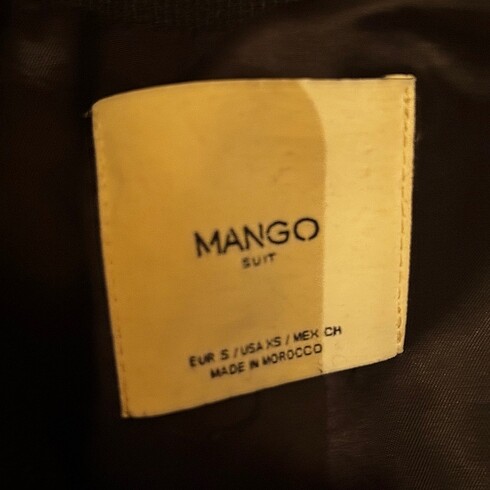 MANGO
SUIT
EUR S / USA XS / MEX CH
MADE IN MOROCCO